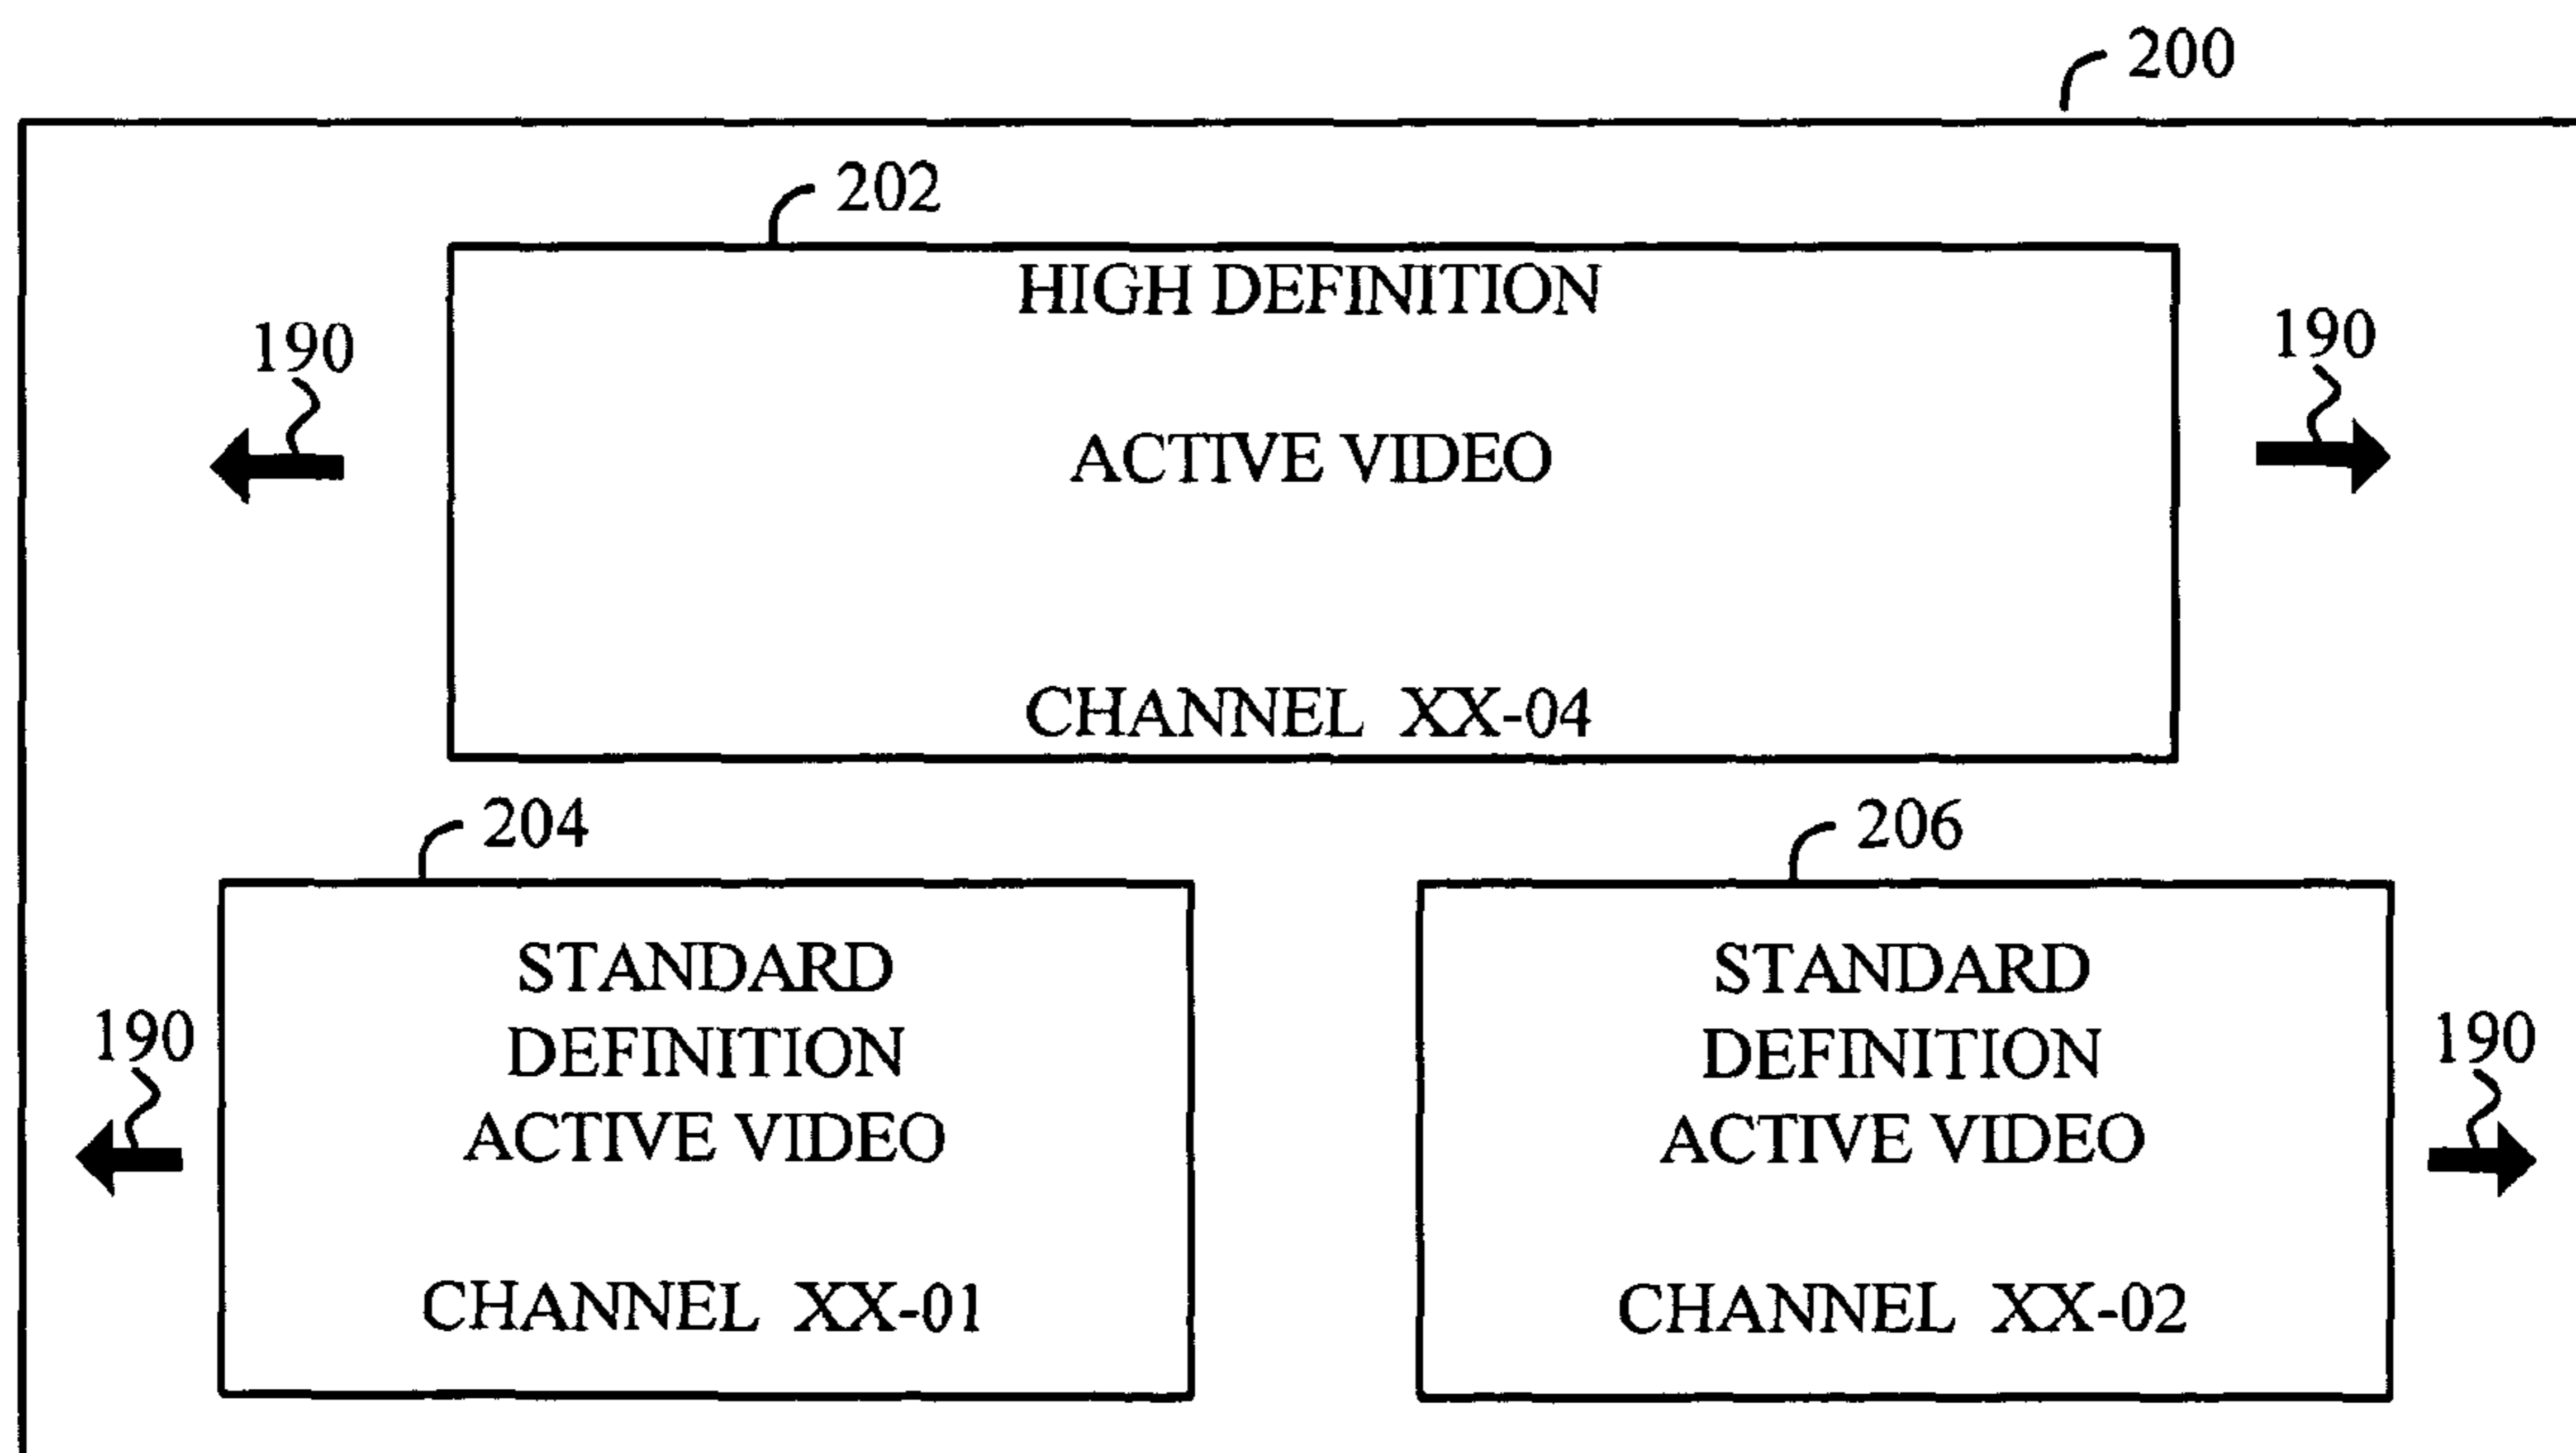 200
202
HIGH DEFINITION
190
190
ACTIVE VIDEO
CHANNEL XX-04
204
206
STANDARD
DEFINITION
ACTIVE VIDEO
CHANNEL XX-01
190
STANDARD
DEFINITION
ACTIVE VIDEO
CHANNEL XX-02
190